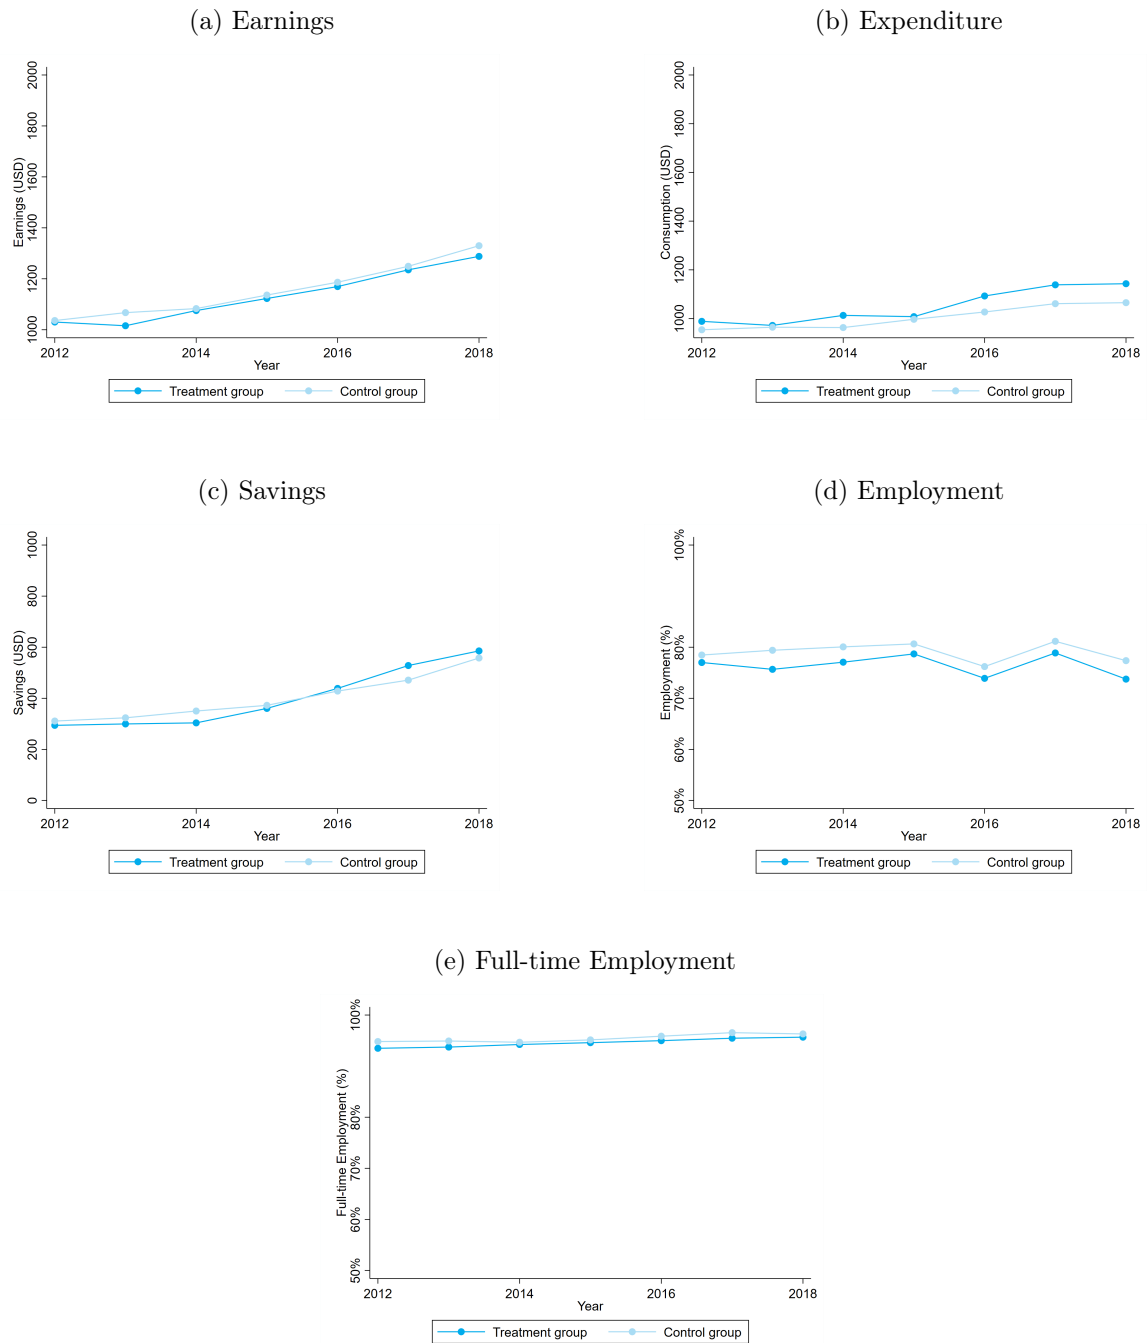 (a) Earnings
Earnings (USD)
2000
1800
1600
1400
1200
1000
2012 2014 2016 2018
Year
Treatment group Control group
(b) Expenditure
Consumption (USD)
2000
1800
1600
1400
1200
1000
2012 2014 2016 2018
Year
Treatment group Control group
(c) Savings
Savings (USD)
1000
800
600
400
200
0
2012 2014 2016 2018
Year
Treatment group Control group
(d) Employment
Employment (%)
100%
80%
70%
60%
50%
2012 2014 2016 2018
Year
Treatment group Control group
(e) Full-time Employment
Full-time Employment (%)
100%
80%
70%
60%
50%
2012 2014 2016 2018
Year
Treatment group Control group